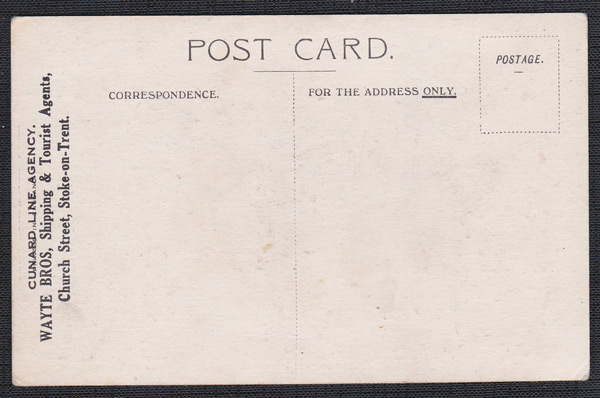 POST CARD.
CORRESPONDENCE.
FOR THE ADDRESS ONLY.
POSTAGE.
CUNARD LINE AGENCY.
WAYTE BROS, Shipping & Tourist Agents,
Church Street, Stoke-on-Trent.